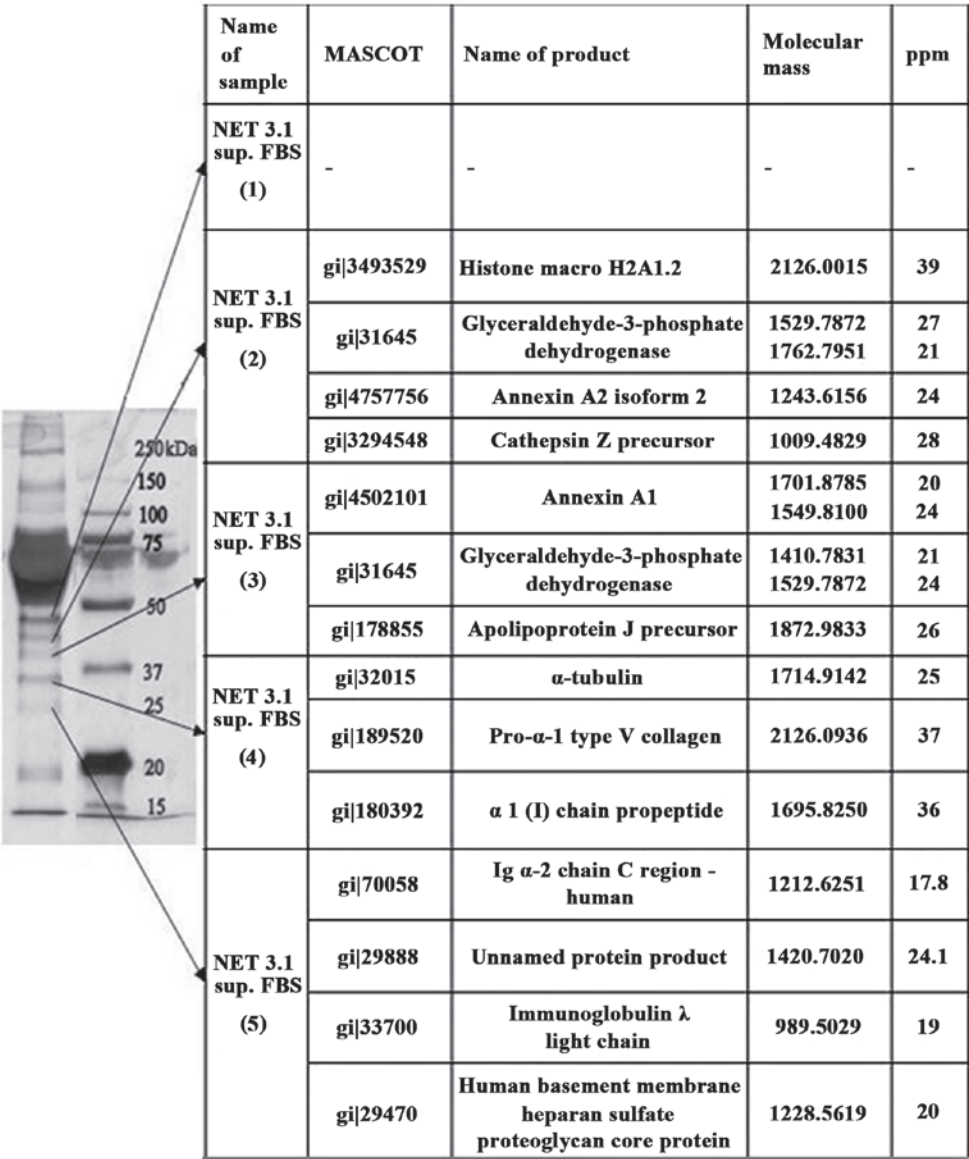 Name
of
sample
MASCOT
Name of product
Molecular
mass
ppm
NET 3.1
sup. FBS
(1)
-
-
-
-
NET 3.1
sup. FBS
(2)
gi|3493529
Histone macro H2A1.2
2126.0015
39
gi|31645
Glyceraldehyde-3-phosphate
dehydrogenase
1529.7872
1762.7951
27
21
gi|4757756
Annexin A2 isoform 2
1243.6156
24
gi|3294548
Cathepsin Z precursor
1009.4829
28
NET 3.1
sup. FBS
(3)
gi|4502101
Annexin A1
1701.8785
1549.8100
20
24
gi|31645
Glyceraldehyde-3-phosphate
dehydrogenase
1410.7831
1529.7872
21
24
gi|178855
Apolipoprotein J precursor
1872.9833
26
NET 3.1
sup. FBS
(4)
gi|32015
α-tubulin
1714.9142
25
gi|189520
Pro-α-1 type V collagen
2126.0936
37
gi|180392
α 1 (I) chain propeptide
1695.8250
36
NET 3.1
sup. FBS
(5)
gi|70058
Ig α-2 chain C region -
human
1212.6251
17.8
gi|29888
Unnamed protein product
1420.7020
24.1
gi|33700
Immunoglobulin λ
light chain
989.5029
19
gi|29470
Human basement membrane
heparan sulfate
proteoglycan core protein
1228.5619
20
250kDa
150
100
75
50
37
25
20
15